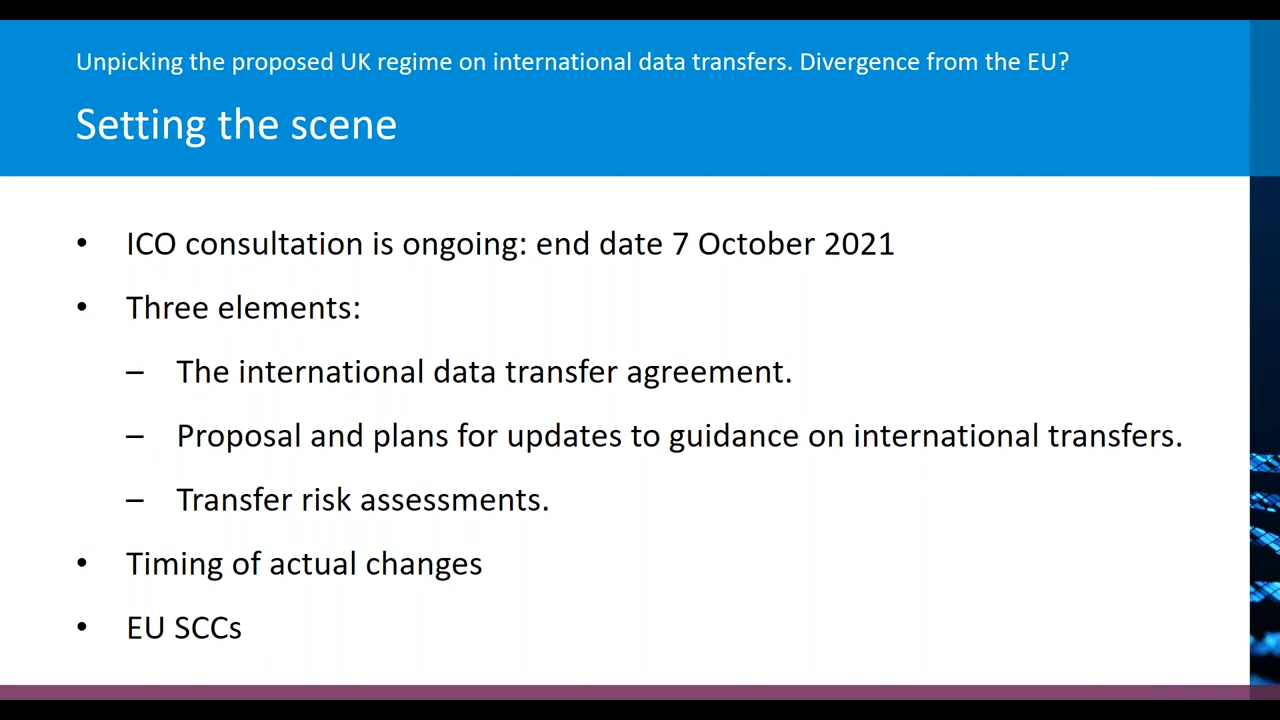 Unpicking the proposed UK regime on international data transfers. Divergence from the EU?
Setting the scene
• ICO consultation is ongoing: end date 7 October 2021
• Three elements:
– The international data transfer agreement.
– Proposal and plans for updates to guidance on international transfers.
– Transfer risk assessments.
• Timing of actual changes
• EU SCCs